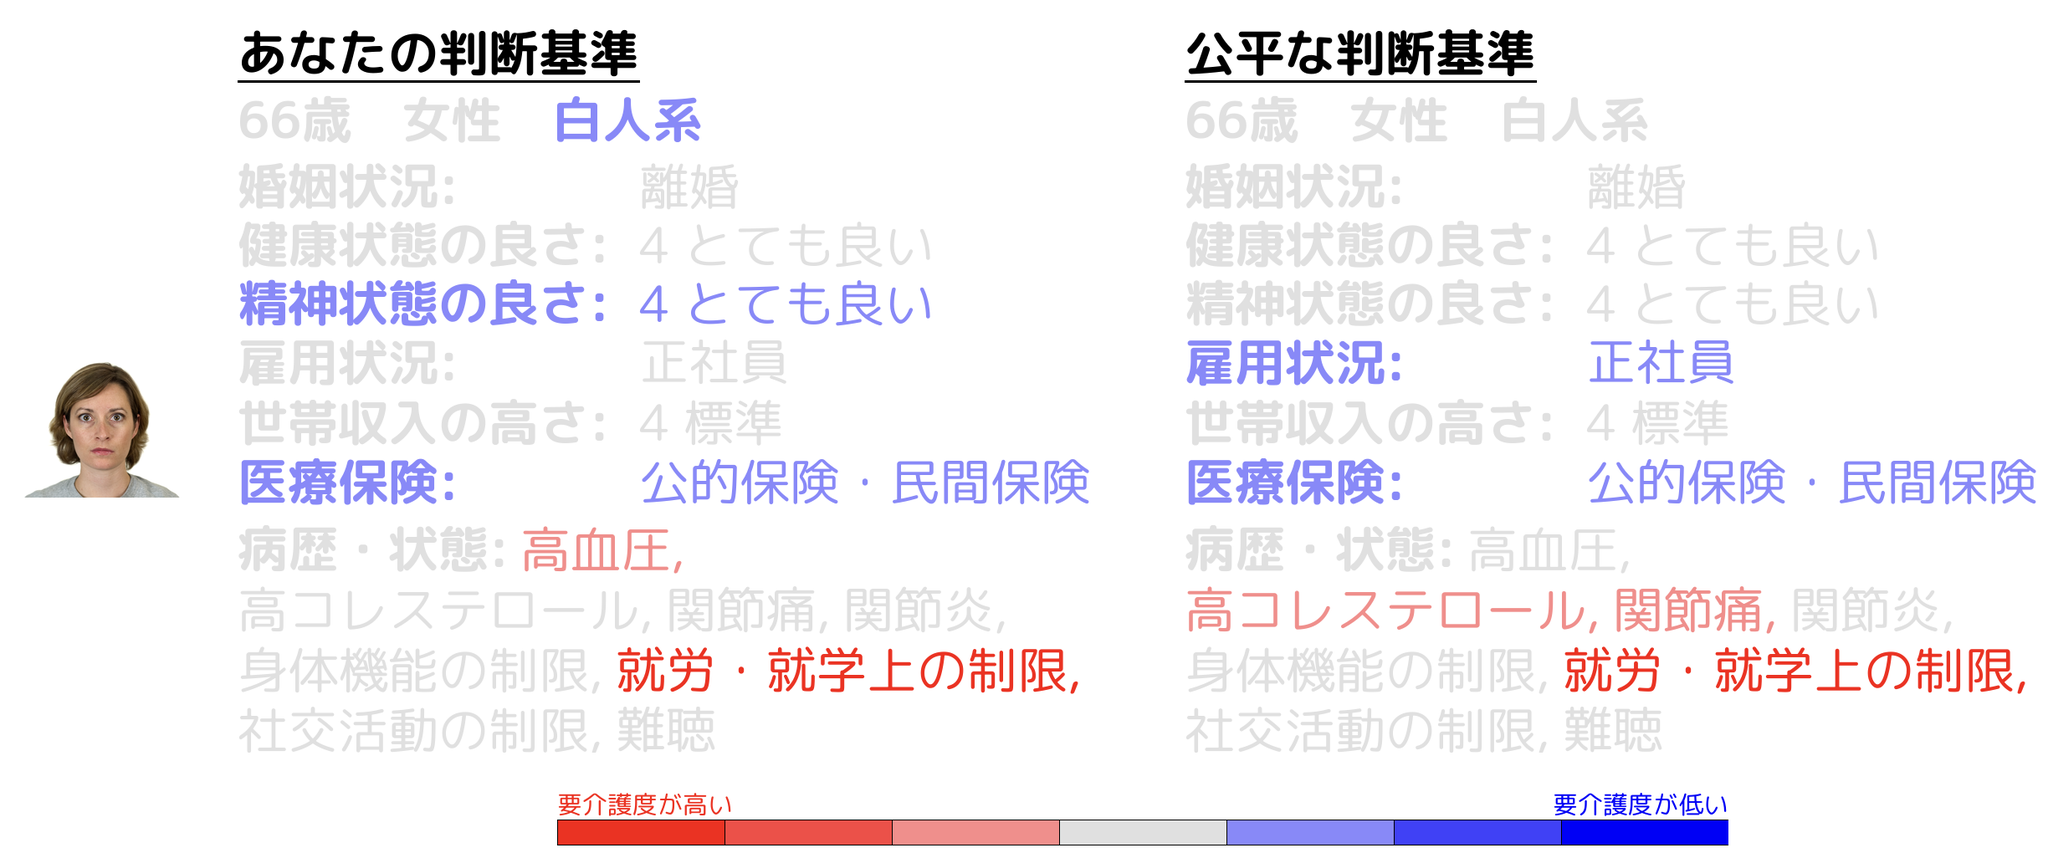 あなたの判断基準
66歳　女性　白人系
婚姻状況: 離婚
健康状態の良さ: 4 とても良い
精神状態の良さ: 4 とても良い
雇用状況: 正社員
世帯収入の高さ: 4 標準
医療保険: 公的保険・民間保険
病歴・状態: 高血圧,
高コレステロール, 関節痛, 関節炎,
身体機能の制限, 就労・就学上の制限,
社交活動の制限, 難聴
公平な判断基準
66歳　女性　白人系
婚姻状況: 離婚
健康状態の良さ: 4 とても良い
精神状態の良さ: 4 とても良い
雇用状況: 正社員
世帯収入の高さ: 4 標準
医療保険: 公的保険・民間保険
病歴・状態: 高血圧,
高コレステロール, 関節痛, 関節炎,
身体機能の制限, 就労・就学上の制限,
社交活動の制限, 難聴
要介護度が高い
要介護度が低い